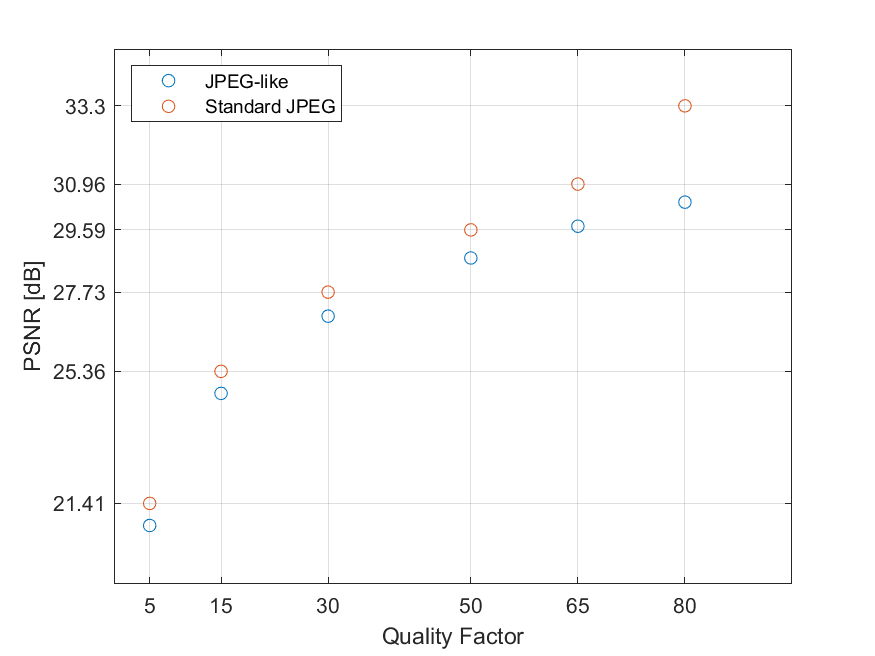 JPEG-like
Standard JPEG
33.3
30.96
29.59
27.73
25.36
21.41
PSNR [dB]
5 15 30 50 65 80
Quality Factor